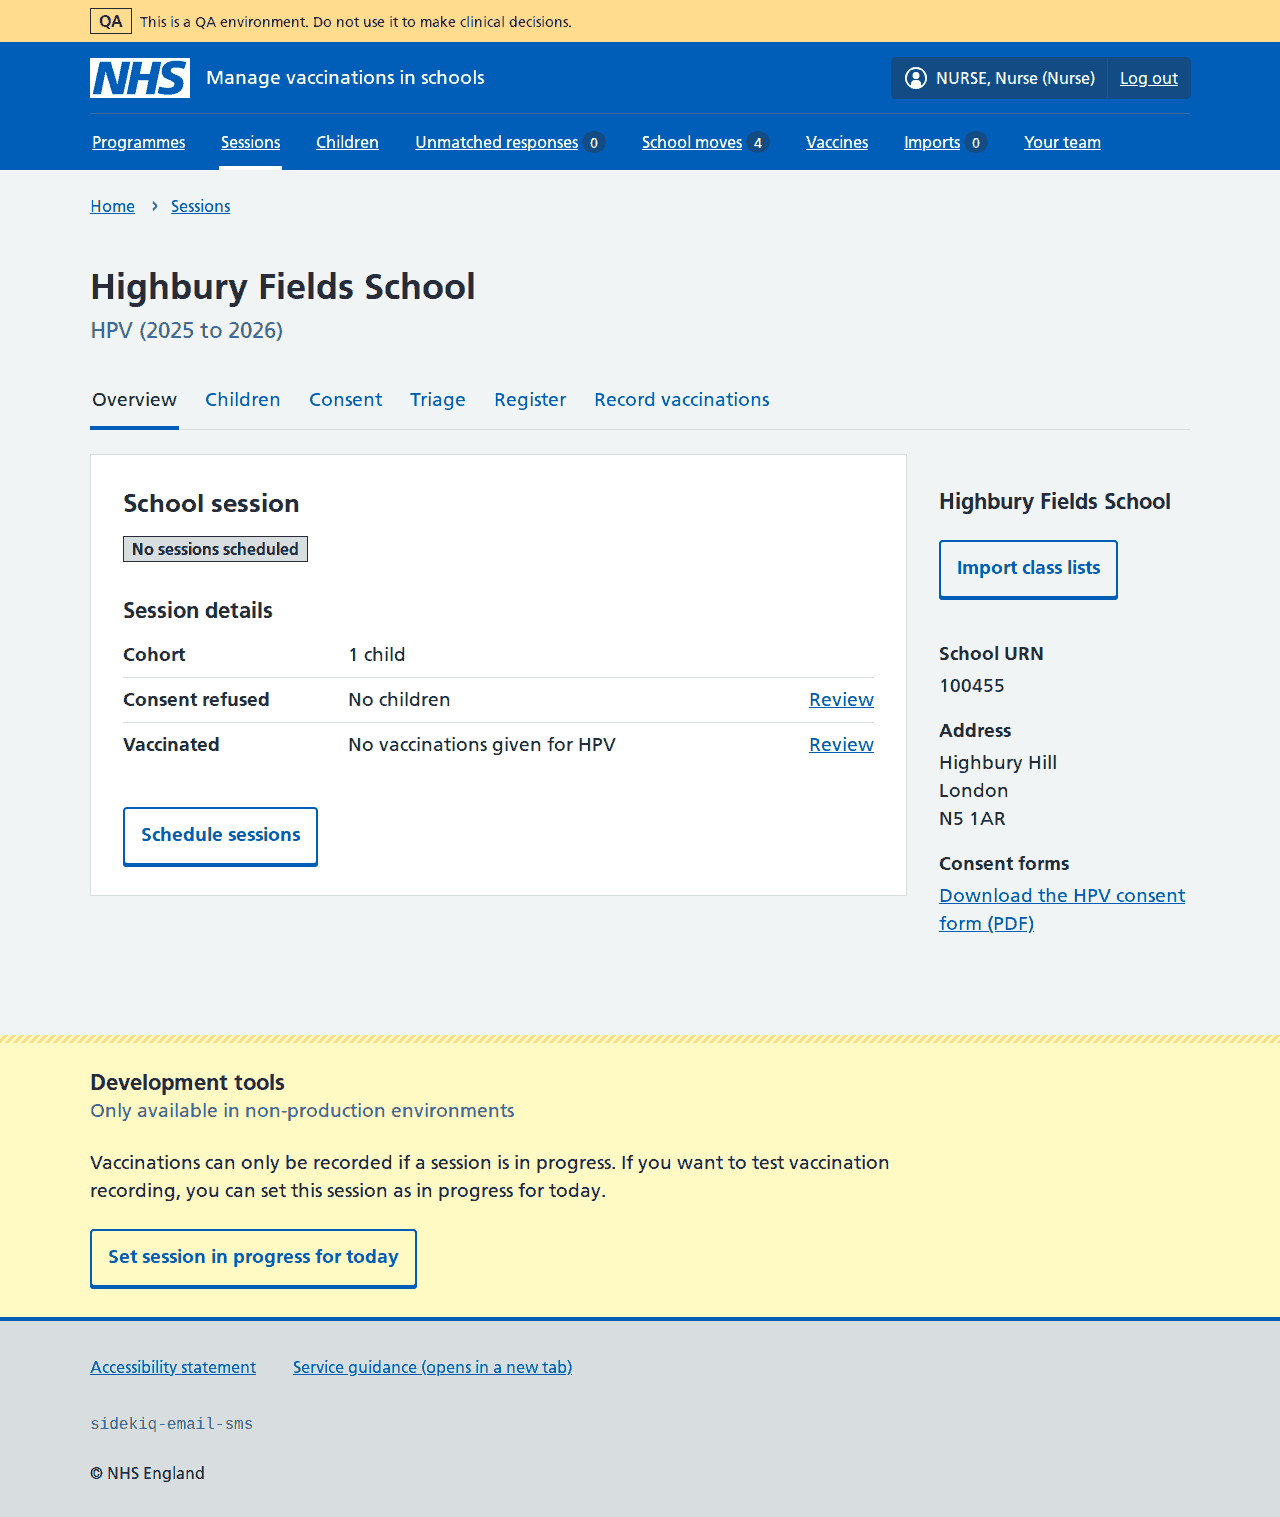 QA This is a QA environment. Do not use it to make clinical decisions.
NHS Manage vaccinations in schools NURSE, Nurse (Nurse) Log out
Programmes Sessions Children Unmatched responses 0 School moves 4 Vaccines Imports 0 Your team
Home Sessions
Highbury Fields School
HPV (2025 to 2026)
Overview Children Consent Triage Register Record vaccinations
School session
No sessions scheduled
Session details
Cohort 1 child
Consent refused No children Review
Vaccinated No vaccinations given for HPV Review
Schedule sessions
Highbury Fields School
Import class lists
School URN
100455
Address
Highbury Hill
London
N5 1AR
Consent forms
Download the HPV consent
form (PDF)
Development tools
Only available in non-production environments
Vaccinations can only be recorded if a session is in progress. If you want to test vaccination
recording, you can set this session as in progress for today.
Set session in progress for today
Accessibility statement Service guidance (opens in a new tab)
sidekiq-email-sms
© NHS England